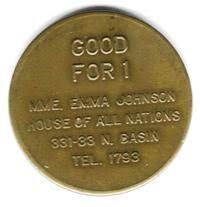 GOOD
FOR 1
MME. EMMA JOHNSON
HOUSE OF ALL NATIONS
331-33 N. BASIN
TEL. 1793